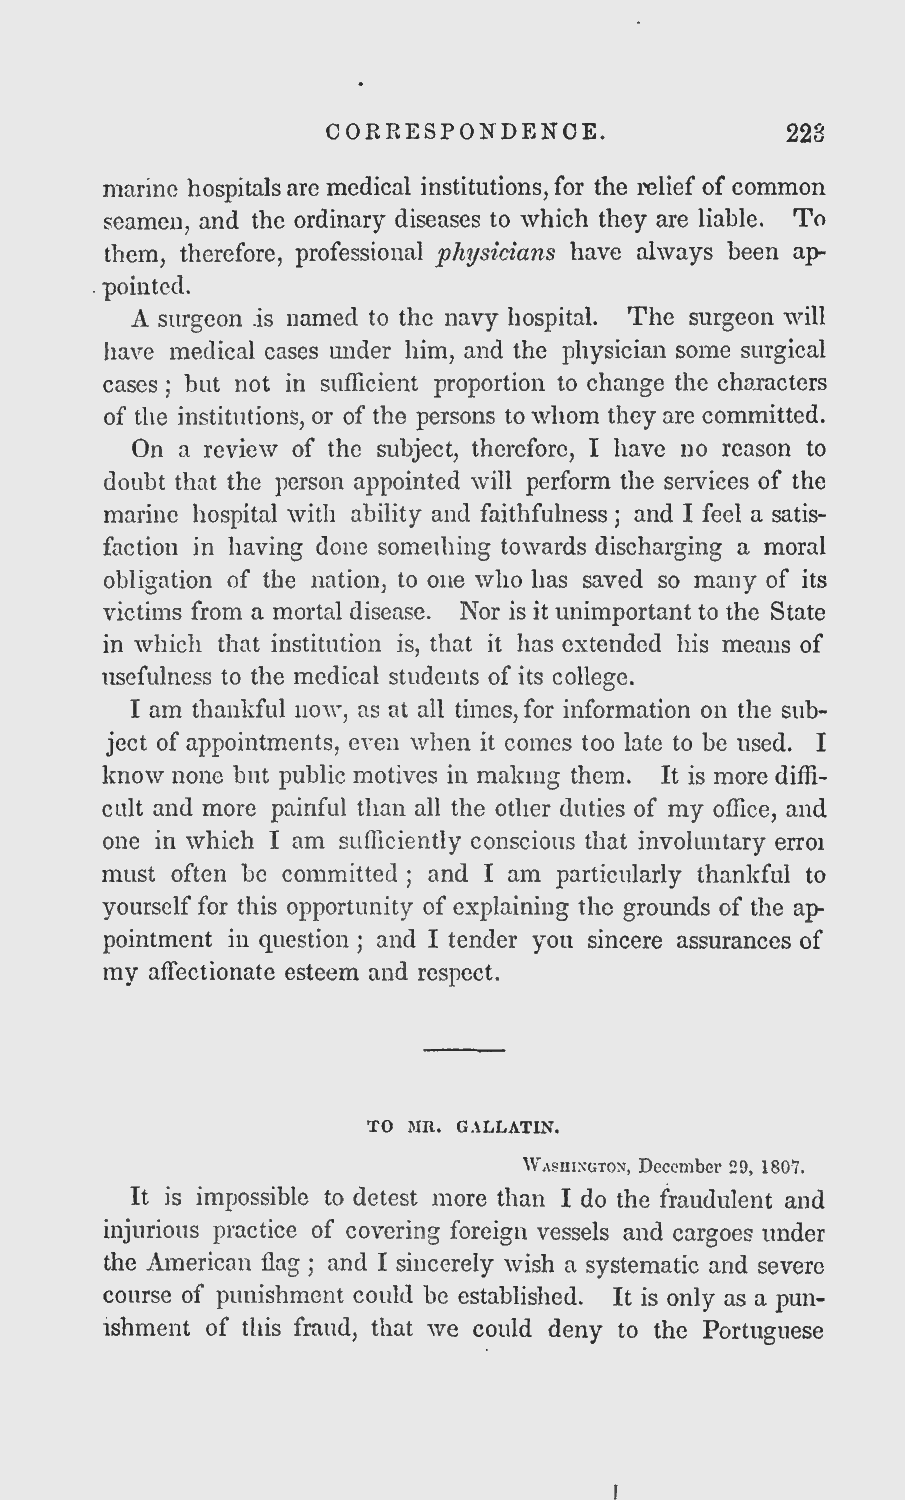 CORRESPONDENCE. 223
marine hospitals are medical institutions, for the relief of common
seamen, and the ordinary diseases to which they are liable. To
them, therefore, professional physicians have always been ap-
pointed.
A surgeon is named to the navy hospital. The surgeon will
have medical cases under him, and the physician some surgical
cases ; but not in sufficient proportion to change the characters
of the institutions, or of the persons to whom they are committed.
On a review of the subject, therefore, I have no reason to
doubt that the person appointed will perform the services of the
marine hospital with ability and faithfulness ; and I feel a satis-
faction in having done something towards discharging a moral
obligation of the nation, to one who has saved so many of its
victims from a mortal disease. Nor is it unimportant to the State
in which that institution is, that it has extended his means of
usefulness to the medical students of its college.
I am thankful now, as at all times, for information on the sub-
ject of appointments, even when it comes too late to be used. I
know none but public motives in making them. It is more diffi-
cult and more painful than all the other duties of my office, and
one in which I am sufficiently conscious that involuntary error
must often be committed ; and I am particularly thankful to
yourself for this opportunity of explaining the grounds of the ap-
pointment in question ; and I tender you sincere assurances of
my affectionate esteem and respect.
TO MR. GALLATIN.
Washington, December 29, 1807.
It is impossible to detest more than I do the fraudulent and
injurious practice of covering foreign vessels and cargoes under
the American flag ; and I sincerely wish a systematic and severe
course of punishment could be established. It is only as a pun-
ishment of this fraud, that we could deny to the Portuguese